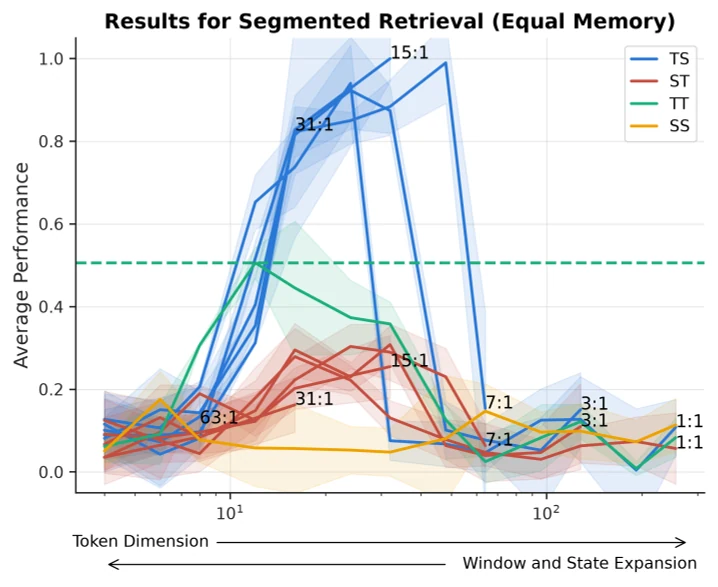 Results for Segmented Retrieval (Equal Memory)
Average Performance
1.0
0.8
0.6
0.4
0.2
0.0
15:1
31:1
15:1
31:1
63:1
7:1
7:1
3:1
3:1
1:1
1:1
TS
ST
TT
SS
10¹
10²
Token Dimension
Window and State Expansion